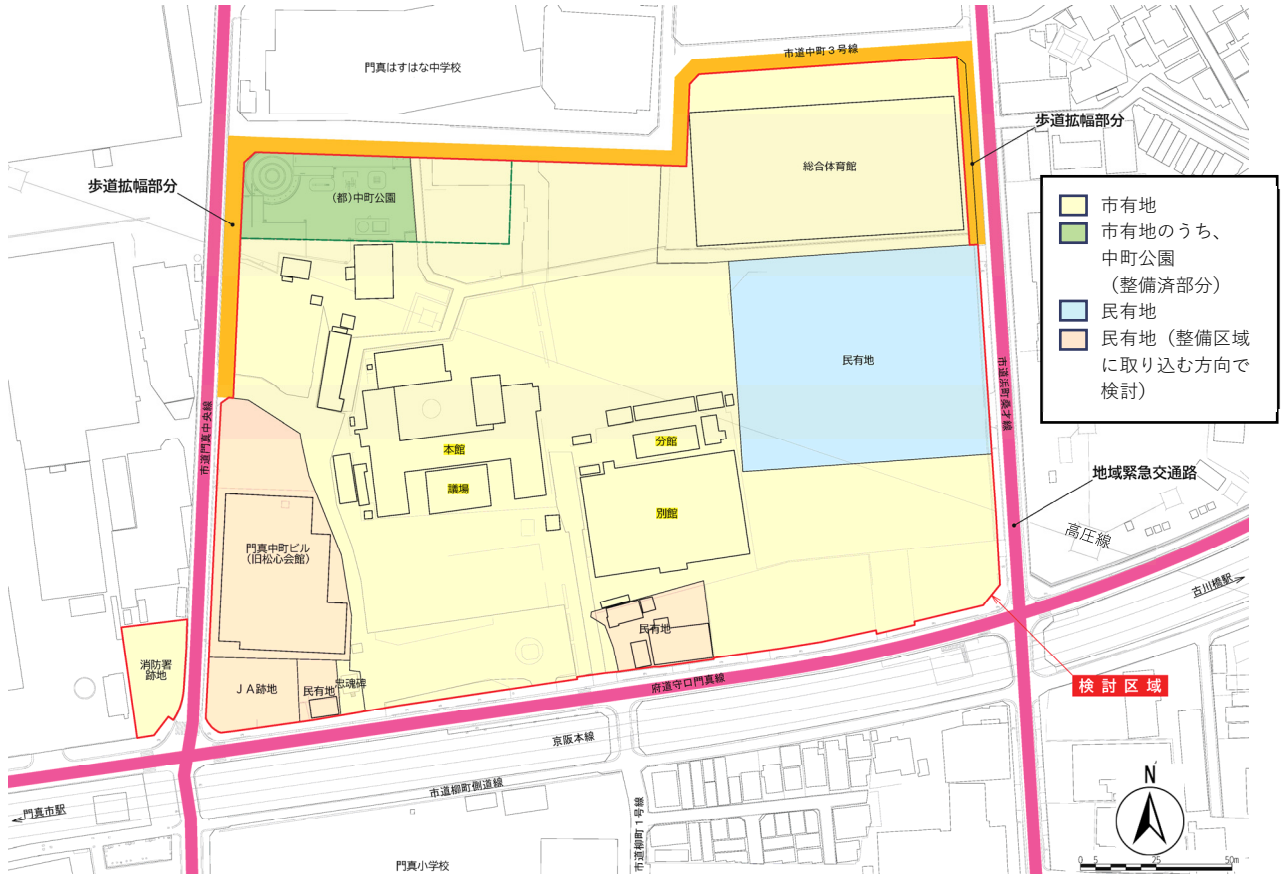 市道中町3号線
門真はすはな中学校
歩道拡幅部分
総合体育館
歩道拡幅部分
(都)中町公園
市有地
市有地のうち、
中町公園
（整備済部分）
民有地
民有地（整備区域
に取り込む方向で
検討）
民有地
市道門真中央線
市道浜町桑才線
本館
分館
議場
別館
地域緊急交通路
高圧線
門真中町ビル
(旧松心会館)
古川橋駅
民有地
消防署
跡地
ＪＡ跡地
民有地
忠魂碑
府道守口門真線
検討区域
京阪本線
市道柳町側道線
門真市駅
市道柳町1号線
門真小学校
N
0 5 25 50m